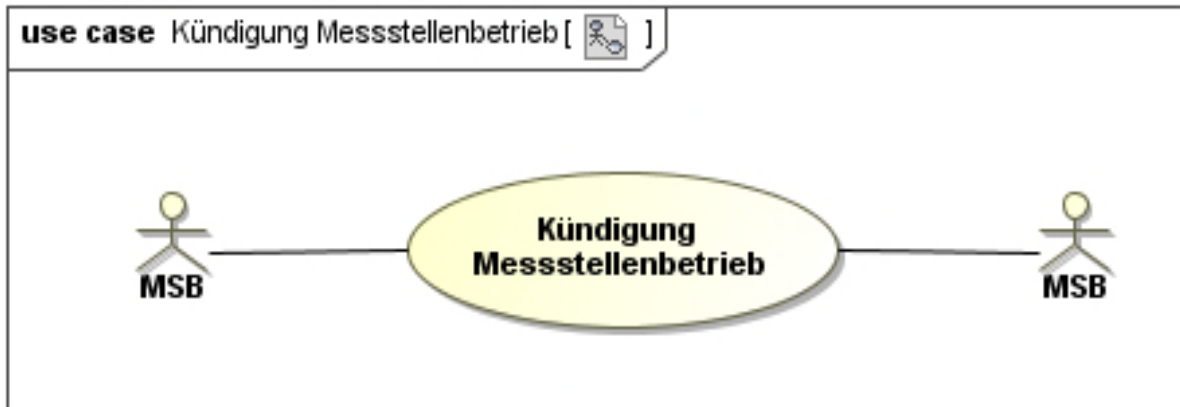 use case Kündigung Messstellenbetrieb [ ]
Kündigung
Messstellenbetrieb
MSB
MSB